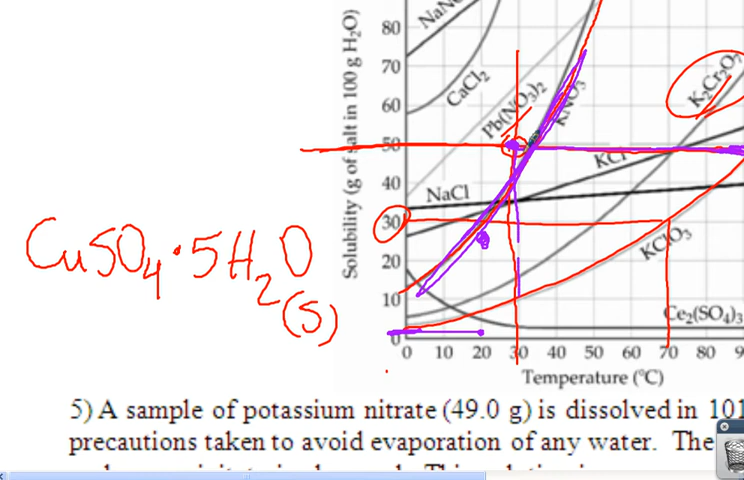 80
70
60
50
40
30
20
10
0
Solubility (g of salt in 100 g H2O)
CaCl2
Pb(NO3)2
KNO3
K2Cr2O7
KCl
NaCl
KClO3
Ce2(SO4)3
0 10 20 30 40 50 60 70 80 90
Temperature (°C)
CuSO4·5H2O
(s)
5) A sample of potassium nitrate (49.0 g) is dissolved in 101
precautions taken to avoid evaporation of any water. The